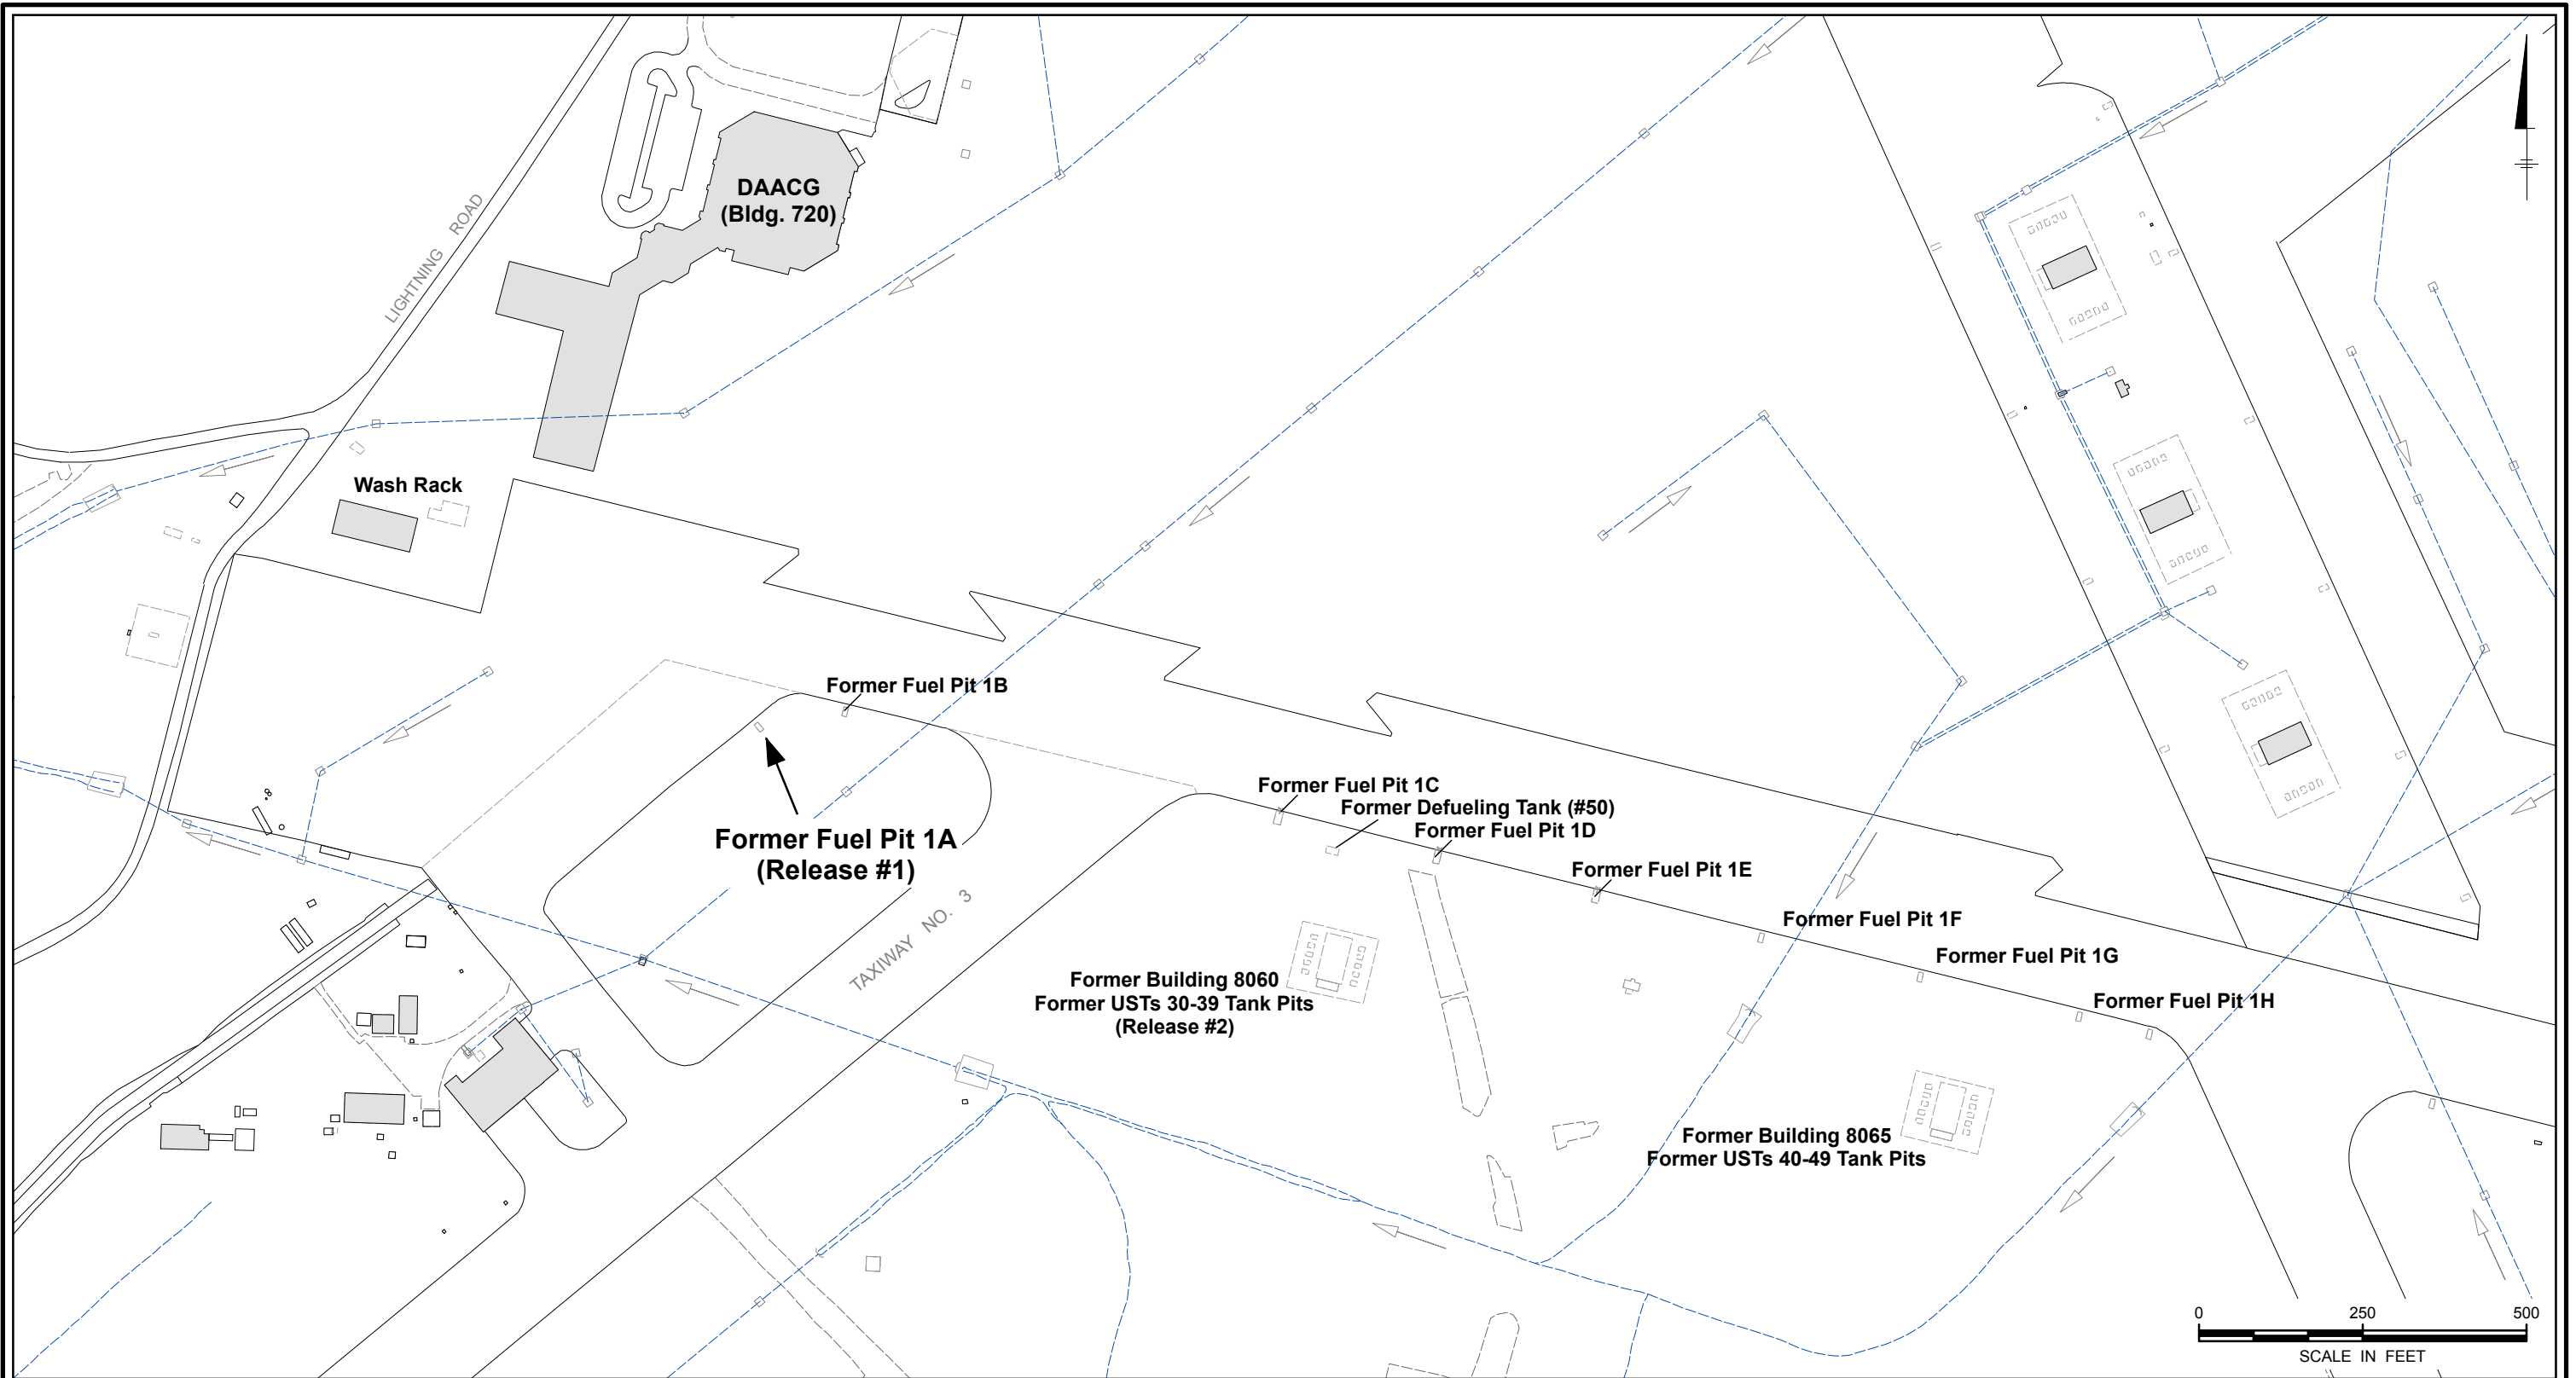 DAACG
(Bldg. 720)
LIGHTNING ROAD
Wash Rack
Former Fuel Pit 1B
Former Fuel Pit 1C
Former Defueling Tank (#50)
Former Fuel Pit 1D
Former Fuel Pit 1A
(Release #1)
Former Fuel Pit 1E
TAXIWAY NO. 3
Former Fuel Pit 1F
Former Fuel Pit 1G
Former Building 8060
Former USTs 30-39 Tank Pits
(Release #2)
Former Fuel Pit 1H
Former Building 8065
Former USTs 40-49 Tank Pits
0 250 500
SCALE IN FEET